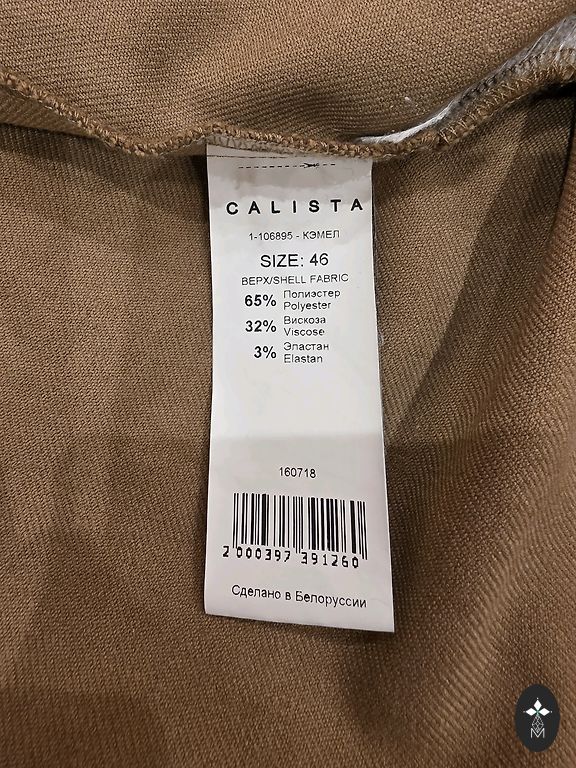 CALISTA
1-106895 - КЭМЕЛ
SIZE: 46
ВЕРХ/SHELL FABRIC
65% Полиэстер
Polyester
32% Вискоза
Viscose
3% Эластан
Elastan
160718
2 000397 391260
Сделано в Белоруссии
M